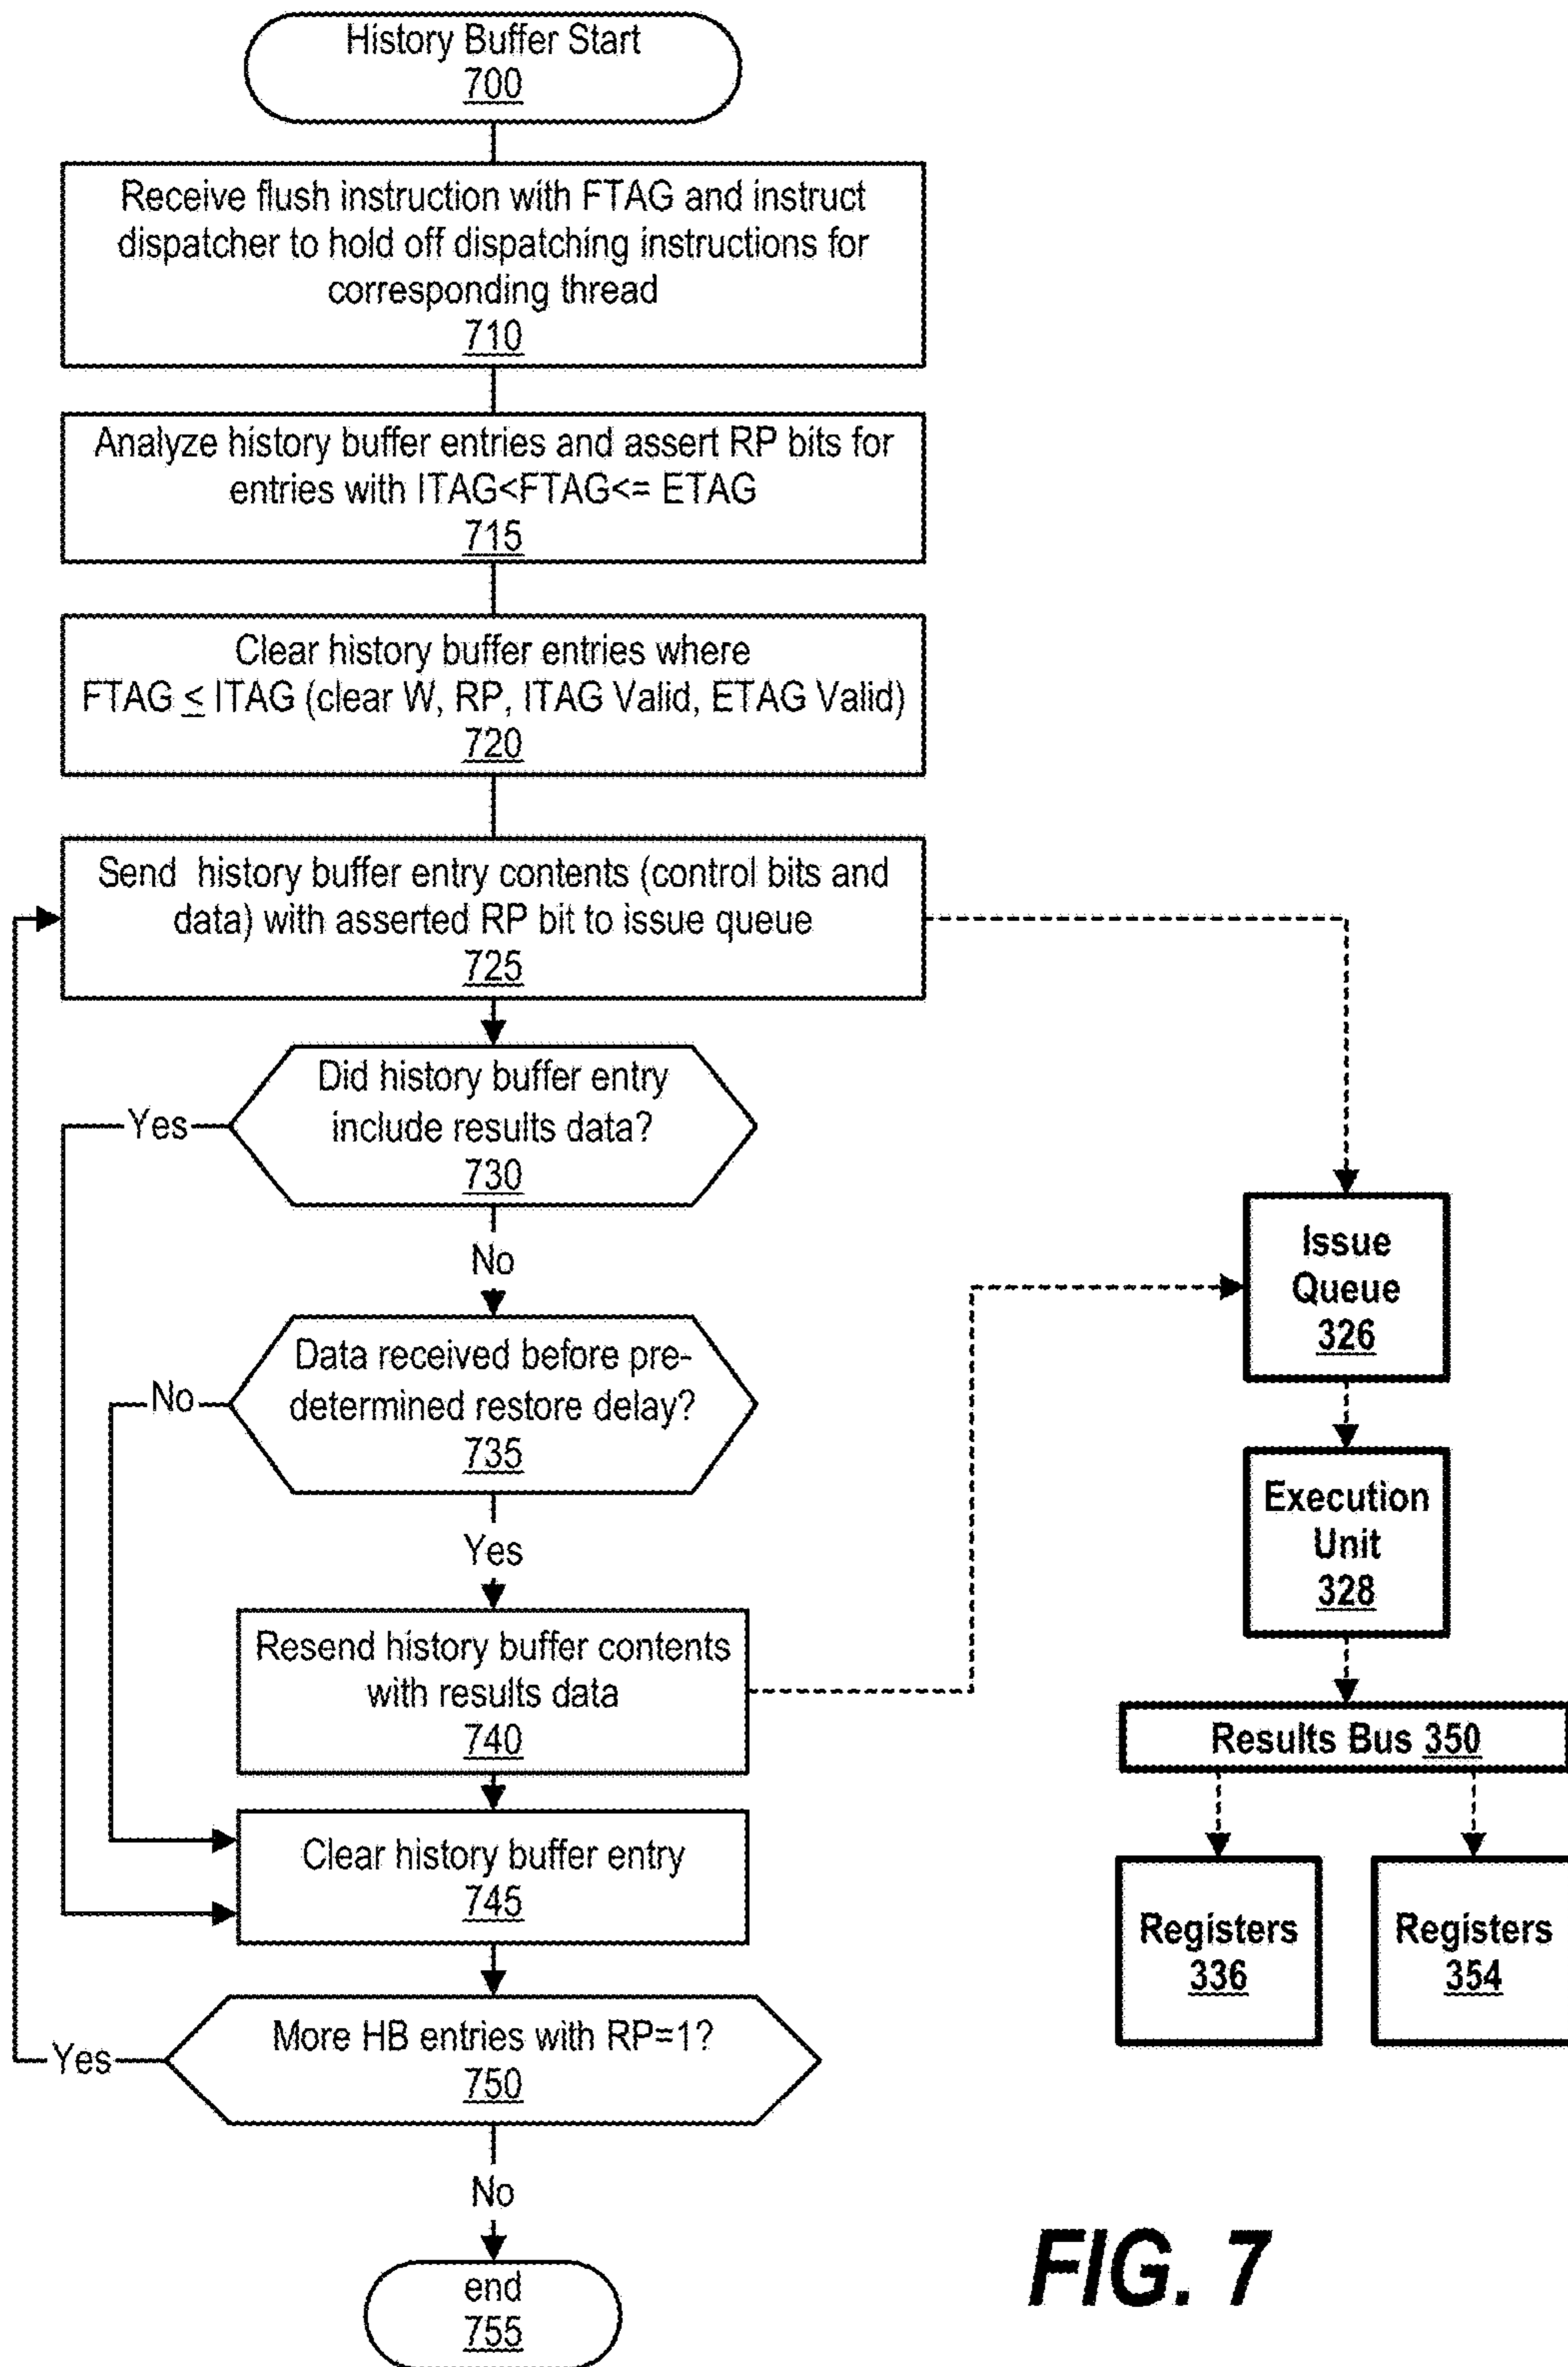 History Buffer Start
700
Receive flush instruction with FTAG and instruct
dispatcher to hold off dispatching instructions for
corresponding thread
710
Analyze history buffer entries and assert RP bits for
entries with ITAG<FTAG<= ETAG
715
Clear history buffer entries where
FTAG ≤ ITAG (clear W, RP, ITAG Valid, ETAG Valid)
720
Send history buffer entry contents (control bits and
data) with asserted RP bit to issue queue
725
Did history buffer entry
include results data?
730
Yes
No
Data received before pre-
determined restore delay?
735
No
Yes
Resend history buffer contents
with results data
740
Clear history buffer entry
745
More HB entries with RP=1?
750
Yes
No
end
755
Issue
Queue
326
Execution
Unit
328
Results Bus 350
Registers
336
Registers
354
FIG. 7